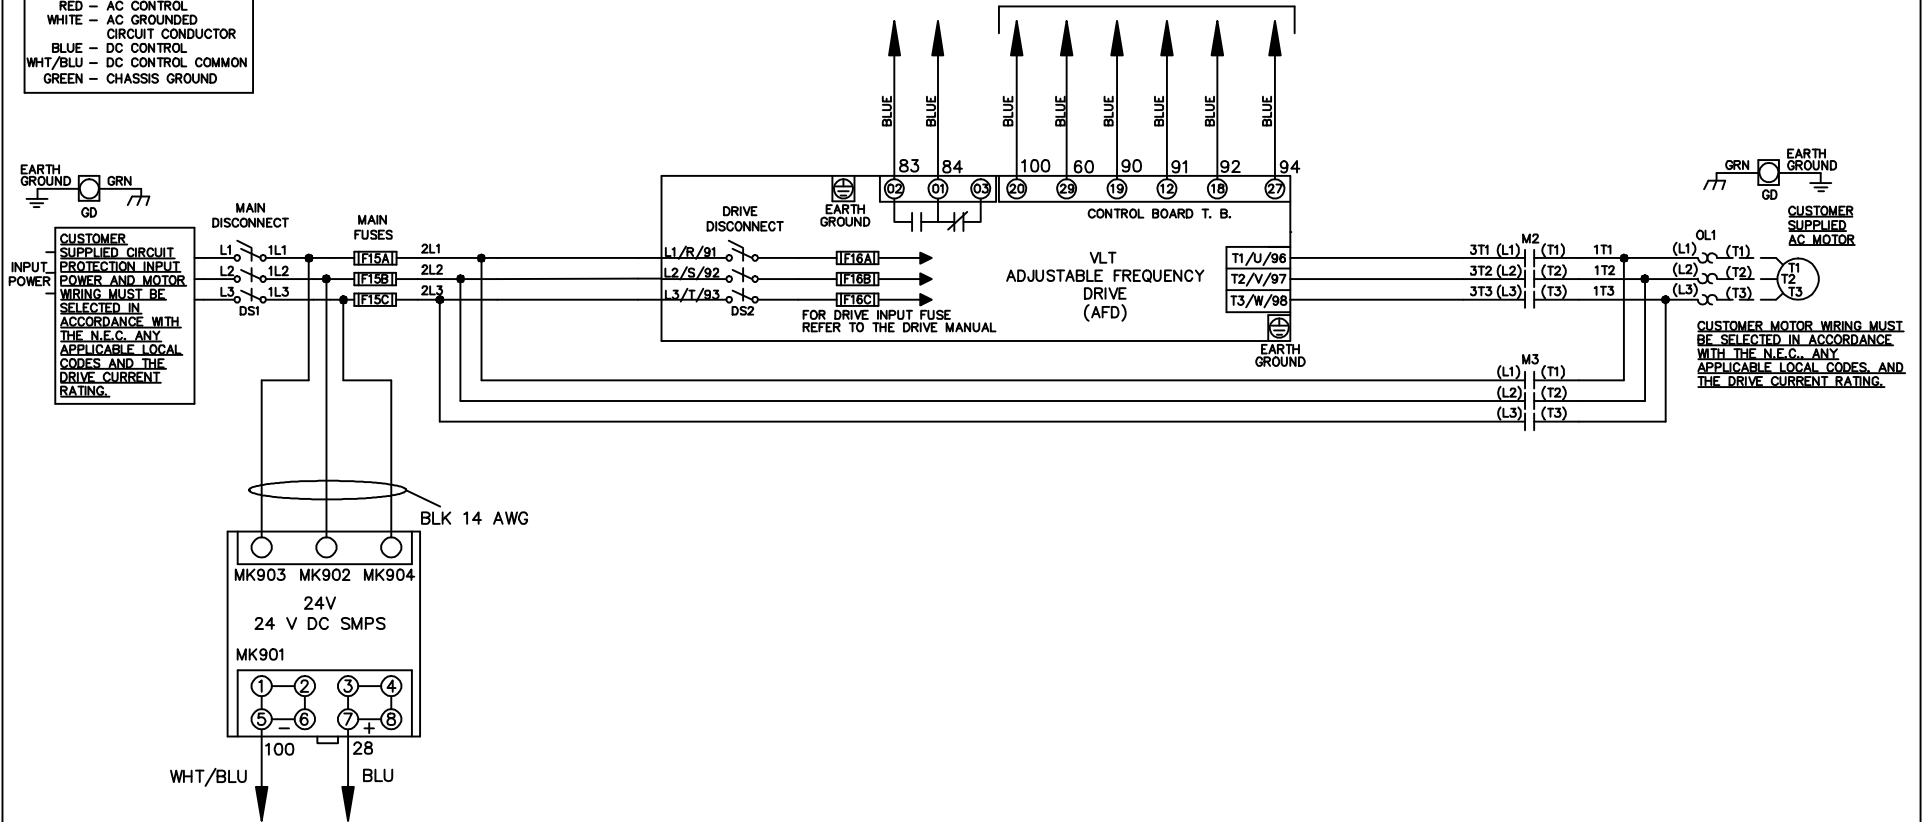 RED – AC CONTROL
WHITE – AC GROUNDED
CIRCUIT CONDUCTOR
BLUE – DC CONTROL
WHT/BLU – DC CONTROL COMMON
GREEN – CHASSIS GROUND
BLUE BLUE BLUE BLUE BLUE BLUE BLUE BLUE
83 84 100 60 90 91 92 94
02 01 03 20 29 19 12 18 27
EARTH
GROUND
CONTROL BOARD T. B.
EARTH
GROUND
GRN
GD
MAIN
DISCONNECT
L1 1L1
L2 1L2
L3 1L3
DS1
MAIN
FUSES
F15A
F15B
F15C
2L1
2L2
2L3
INPUT
POWER
CUSTOMER
SUPPLIED CIRCUIT
PROTECTION INPUT
POWER AND MOTOR
WIRING MUST BE
SELECTED IN
ACCORDANCE WITH
THE N.E.C. ANY
APPLICABLE LOCAL
CODES AND THE
DRIVE CURRENT
RATING.
DRIVE
DISCONNECT
L1/R/91
L2/S/92
L3/T/93
DS2
F16A
F16B
F16C
FOR DRIVE INPUT FUSE
REFER TO THE DRIVE MANUAL
VLT
ADJUSTABLE FREQUENCY
DRIVE
(AFD)
T1/U/96
T2/V/97
T3/W/98
EARTH
GROUND
M2
3T1 (L1) (T1) 1T1
3T2 (L2) (T2) 1T2
3T3 (L3) (T3) 1T3
OL1
(L1) (T1)
(L2) (T2)
(L3) (T3)
T1
T2
T3
GRN
EARTH
GROUND
GD
CUSTOMER
SUPPLIED
AC MOTOR
CUSTOMER MOTOR WIRING MUST
BE SELECTED IN ACCORDANCE
WITH THE N.E.C., ANY
APPLICABLE LOCAL CODES, AND
THE DRIVE CURRENT RATING.
M3
(L1) (T1)
(L2) (T2)
(L3) (T3)
BLK 14 AWG
MK903 MK902 MK904
24V
24 V DC SMPS
MK901
1 2 3 4
5 6 7 8
– +
100 28
WHT/BLU BLU